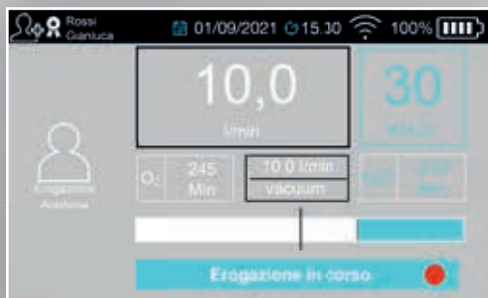 Rossi
Gianluca
01/09/2021 15.30 100%
10,0
l/min
30
O₂ 245
Min
10.0 l/min
vacuum
Erogazione
Anonima
Erogazione in corso